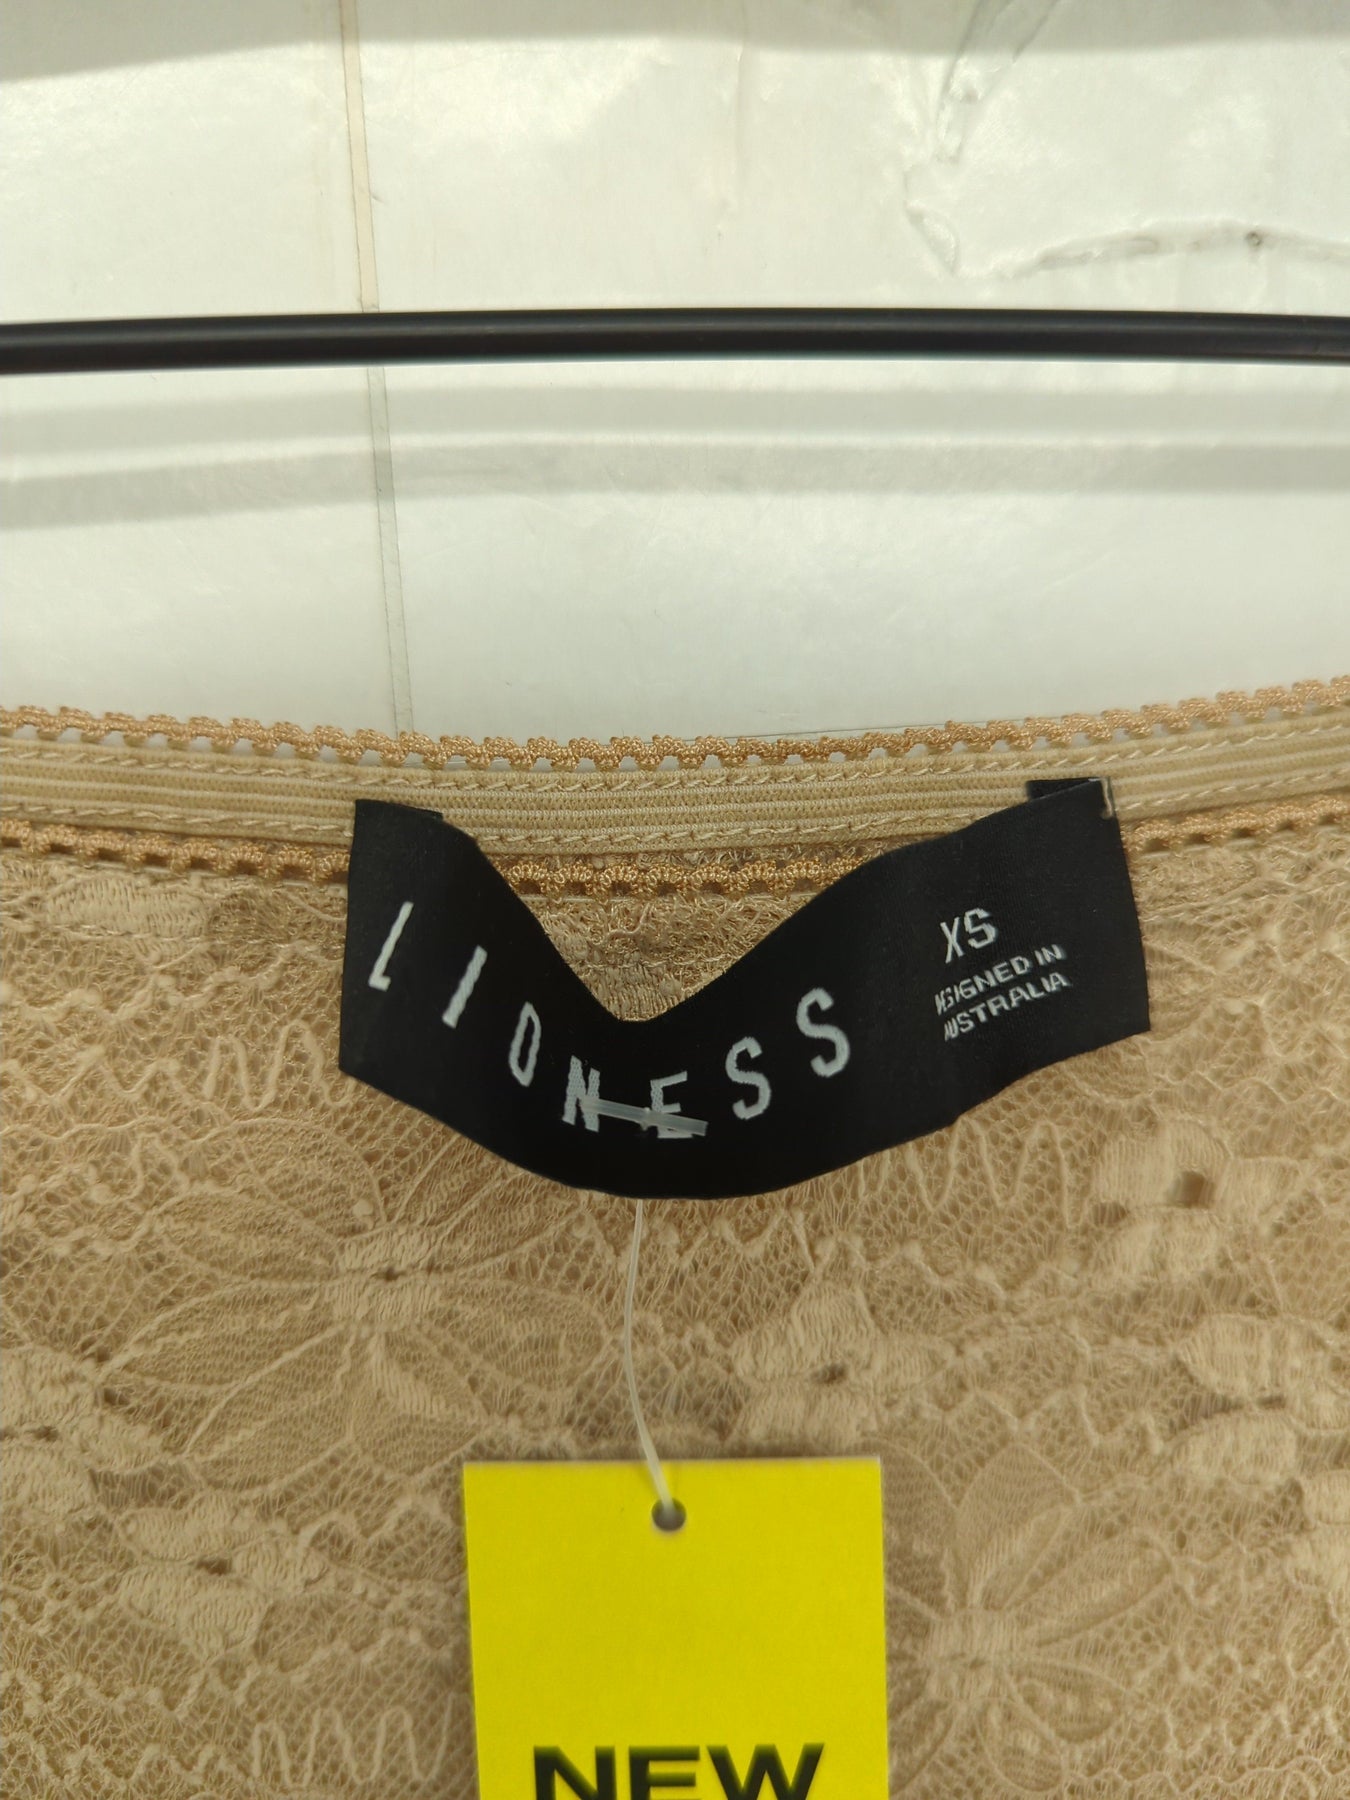 LIONESS
XS
DESIGNED IN
AUSTRALIA
NEW